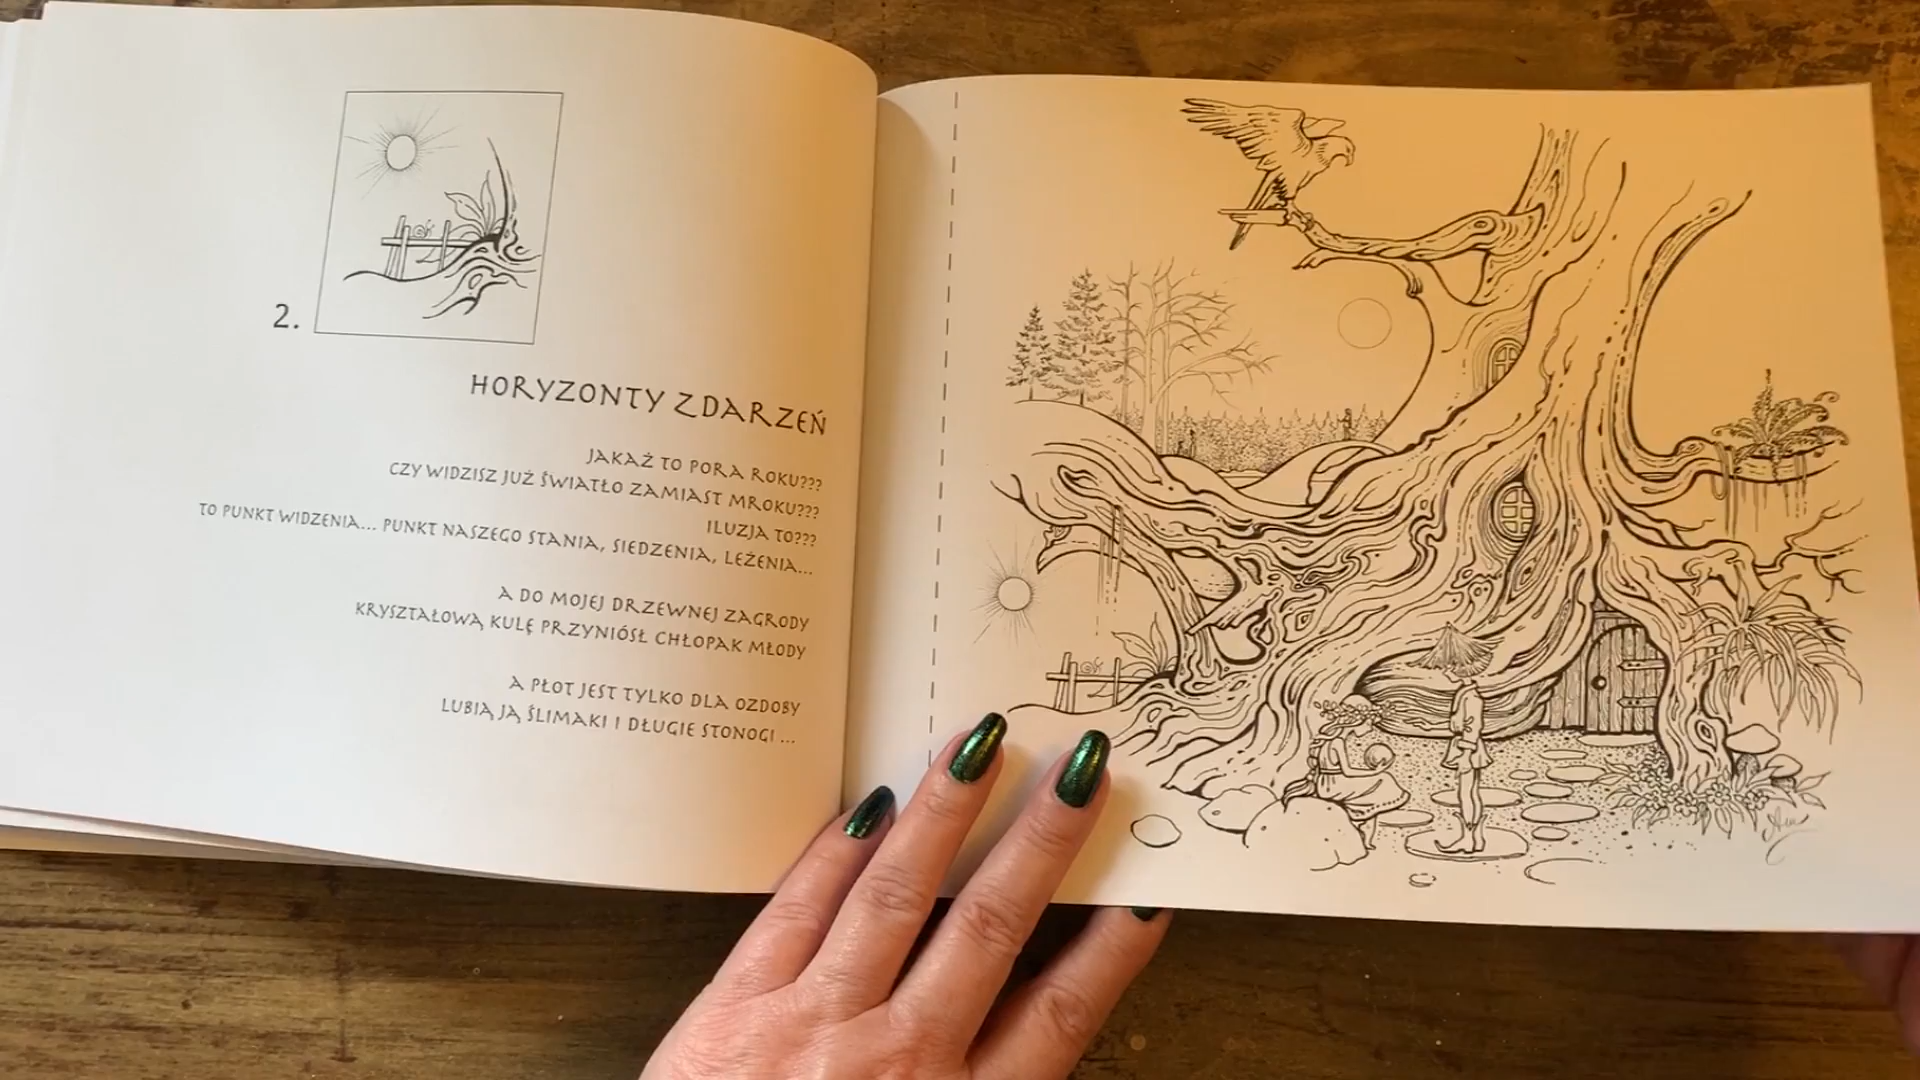 2.
HORYZONTY ZDARZEŃ
JAKAŻ TO PORA ROKU???
CZY WIDZISZ JUŻ ŚWIATŁO ZAMIAST MROKU???
ILUZJA TO???
TO PUNKT WIDZENIA... PUNKT NASZEGO STANIA, SIEDZENIA, LEŻENIA...
A DO MOJEJ DRZEWNEJ ZAGRODY
KRYSZTAŁOWĄ KULĘ PRZYNIÓSŁ CHŁOPAK MŁODY
A PŁOT JEST TYLKO DLA OZDOBY
LUBIĄ JĄ ŚLIMAKI I DŁUGIE STONOGI ...